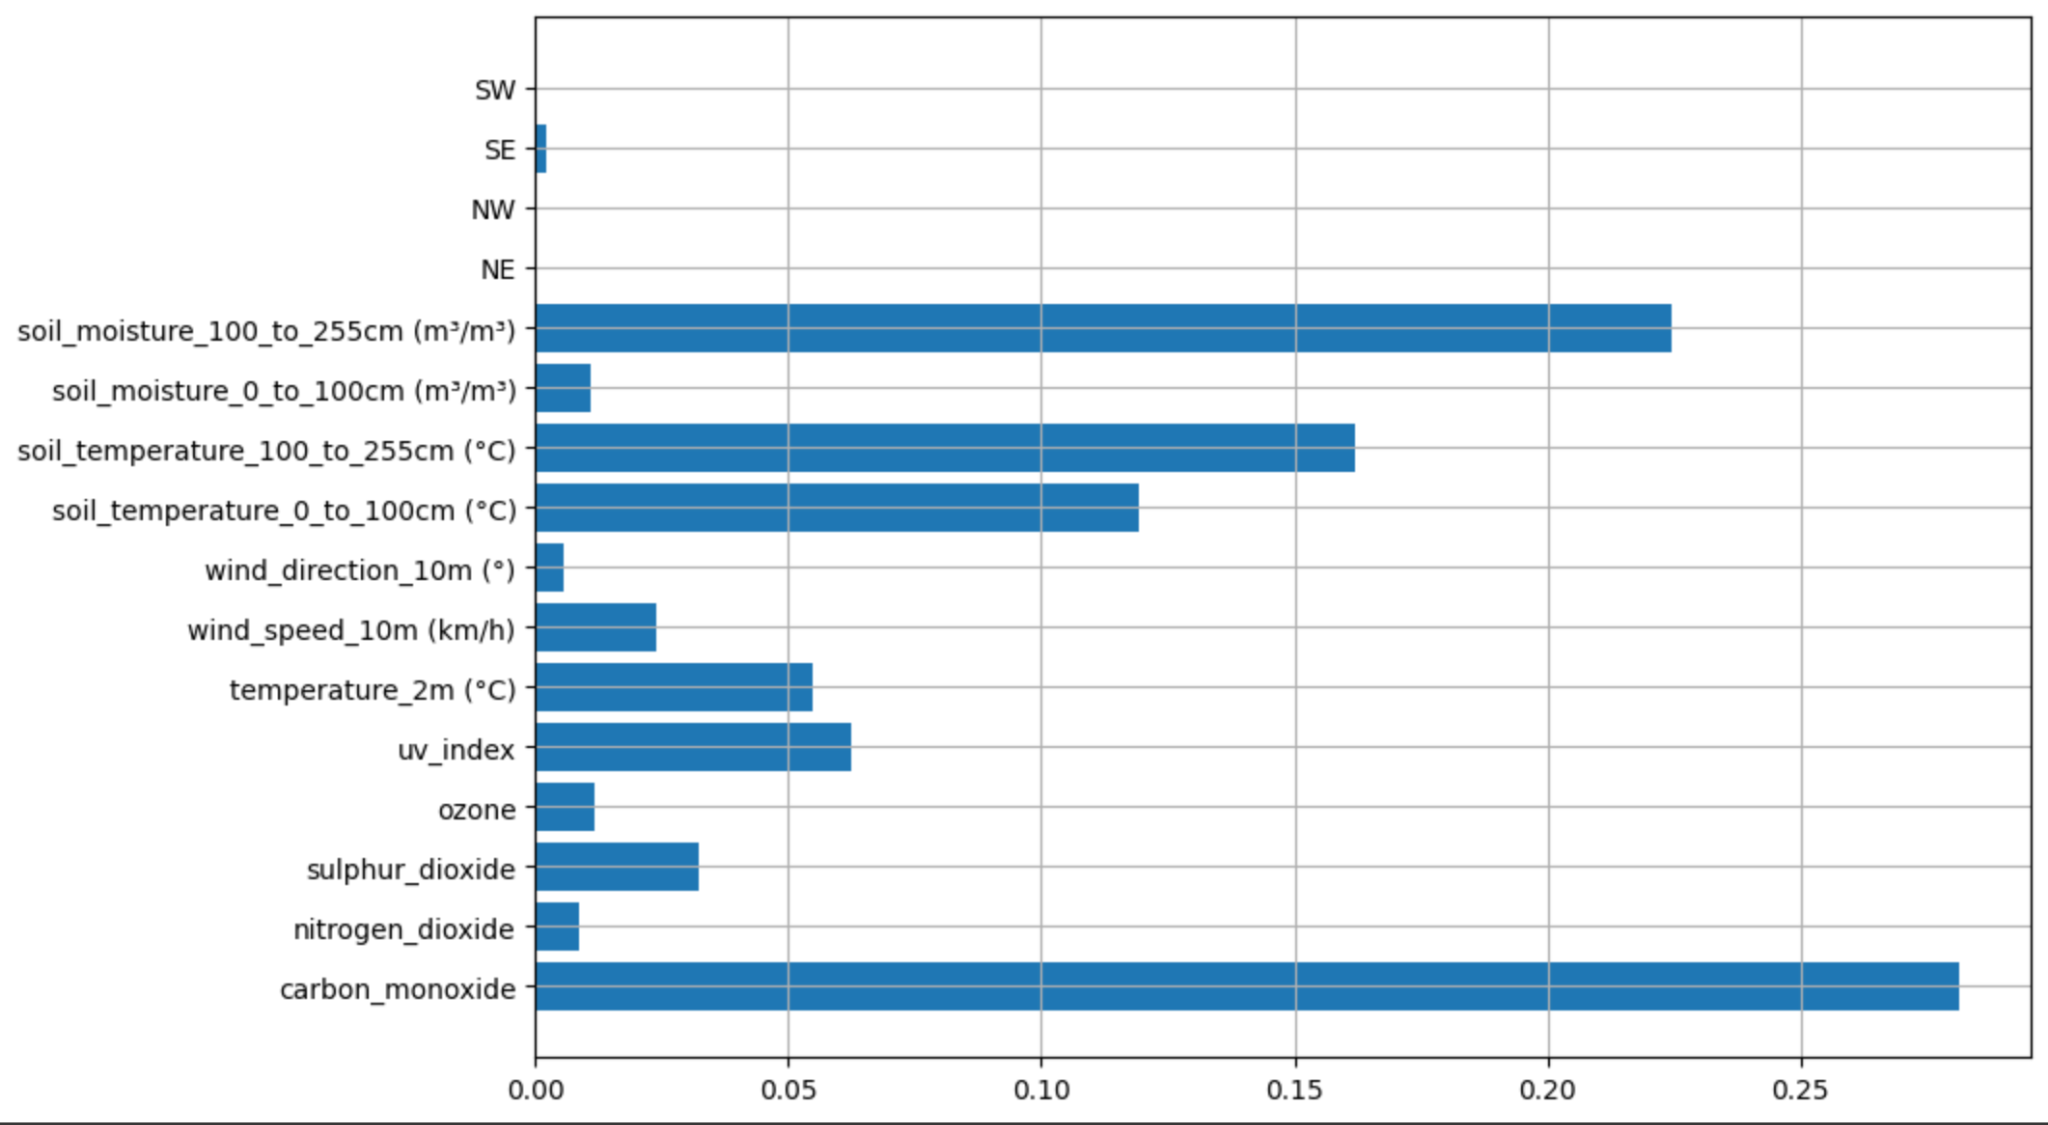 SW
SE
NW
NE
soil_moisture_100_to_255cm (m³/m³)
soil_moisture_0_to_100cm (m³/m³)
soil_temperature_100_to_255cm (°C)
soil_temperature_0_to_100cm (°C)
wind_direction_10m (°)
wind_speed_10m (km/h)
temperature_2m (°C)
uv_index
ozone
sulphur_dioxide
nitrogen_dioxide
carbon_monoxide
0.00 0.05 0.10 0.15 0.20 0.25